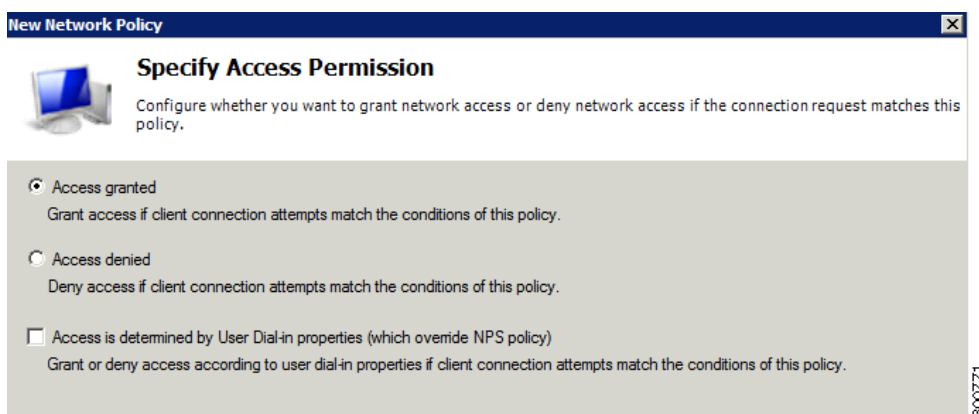 New Network Policy
Specify Access Permission
Configure whether you want to grant network access or deny network access if the connection request matches this
policy.
Access granted
Grant access if client connection attempts match the conditions of this policy.
Access denied
Deny access if client connection attempts match the conditions of this policy.
Access is determined by User Dial-in properties (which override NPS policy)
Grant or deny access according to user dial-in properties if client connection attempts match the conditions of this policy.